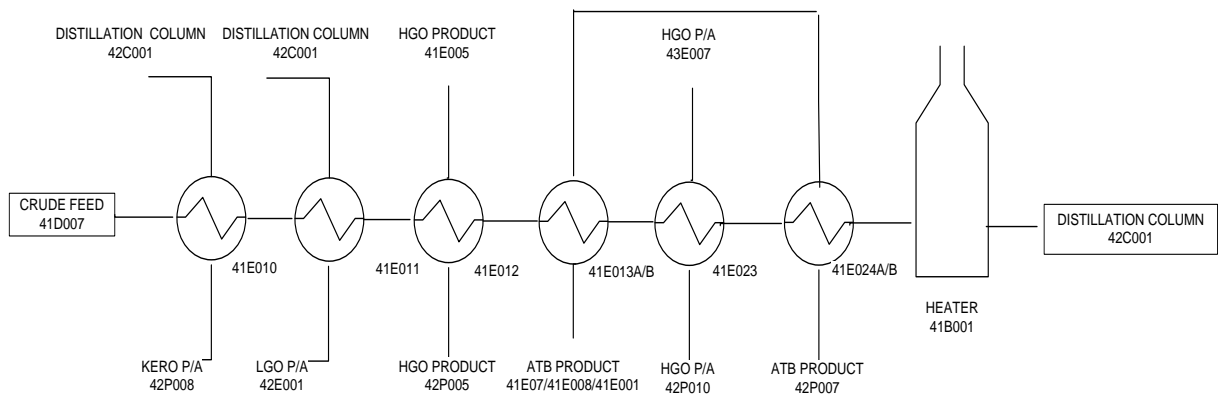 DISTILLATION COLUMN
42C001
DISTILLATION COLUMN
42C001
HGO PRODUCT
41E005
HGO P/A
43E007
CRUDE FEED
41D007
41E010
41E011
41E012
41E013A/B
41E023
41E024A/B
DISTILLATION COLUMN
42C001
HEATER
41B001
KERO P/A
42P008
LGO P/A
42E001
HGO PRODUCT
42P005
ATB PRODUCT
41E07/41E008/41E001
HGO P/A
42P010
ATB PRODUCT
42P007